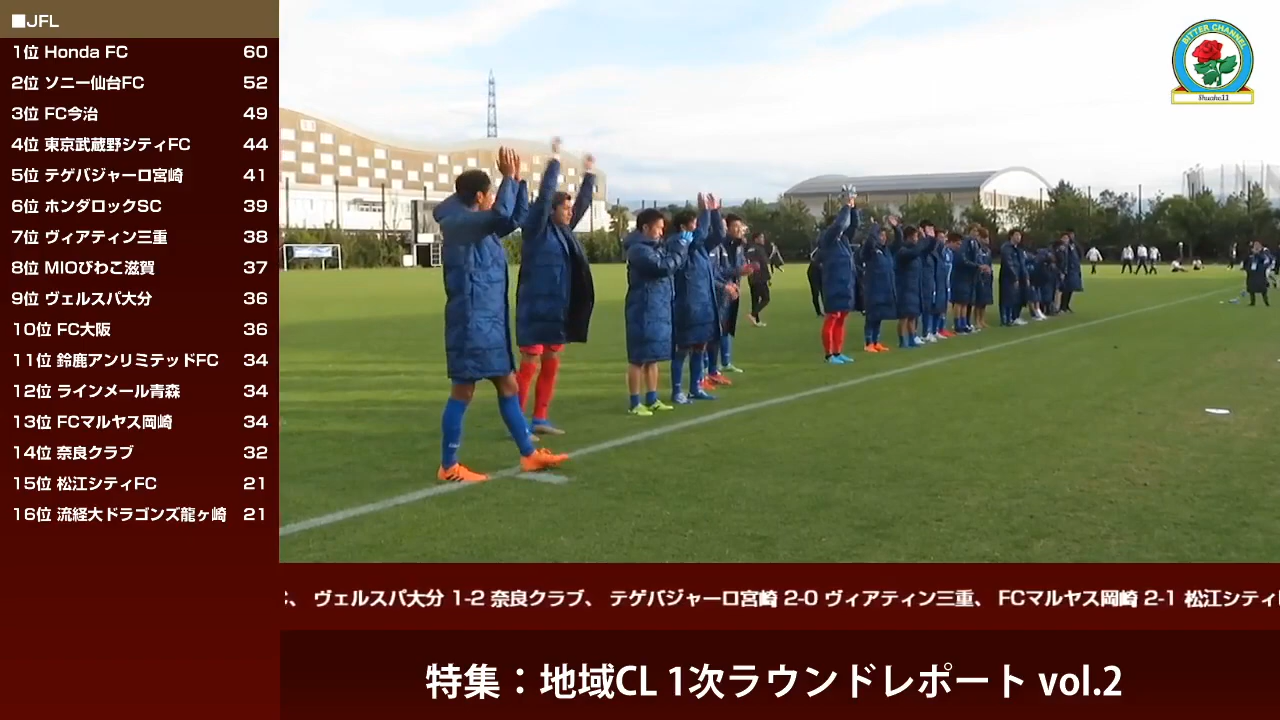 ■JFL
1位 Honda FC 60
2位 ソニー仙台FC 52
3位 FC今治 49
4位 東京武蔵野シティFC 44
5位 テゲバジャーロ宮崎 41
6位 ホンダロックSC 39
7位 ヴィアティン三重 38
8位 MIOびわこ滋賀 37
9位 ヴェルスパ大分 36
10位 FC大阪 36
11位 鈴鹿アンリミテッドFC 34
12位 ラインメール青森 34
13位 FCマルヤス岡崎 34
14位 奈良クラブ 32
15位 松江シティFC 21
16位 流経大ドラゴンズ龍ヶ崎 21
BITTER CHANNEL
、 ヴェルスパ大分 1-2 奈良クラブ、 テゲバジャーロ宮崎 2-0 ヴィアティン三重、 FCマルヤス岡崎 2-1 松江シティ
特集：地域CL 1次ラウンドレポート vol.2